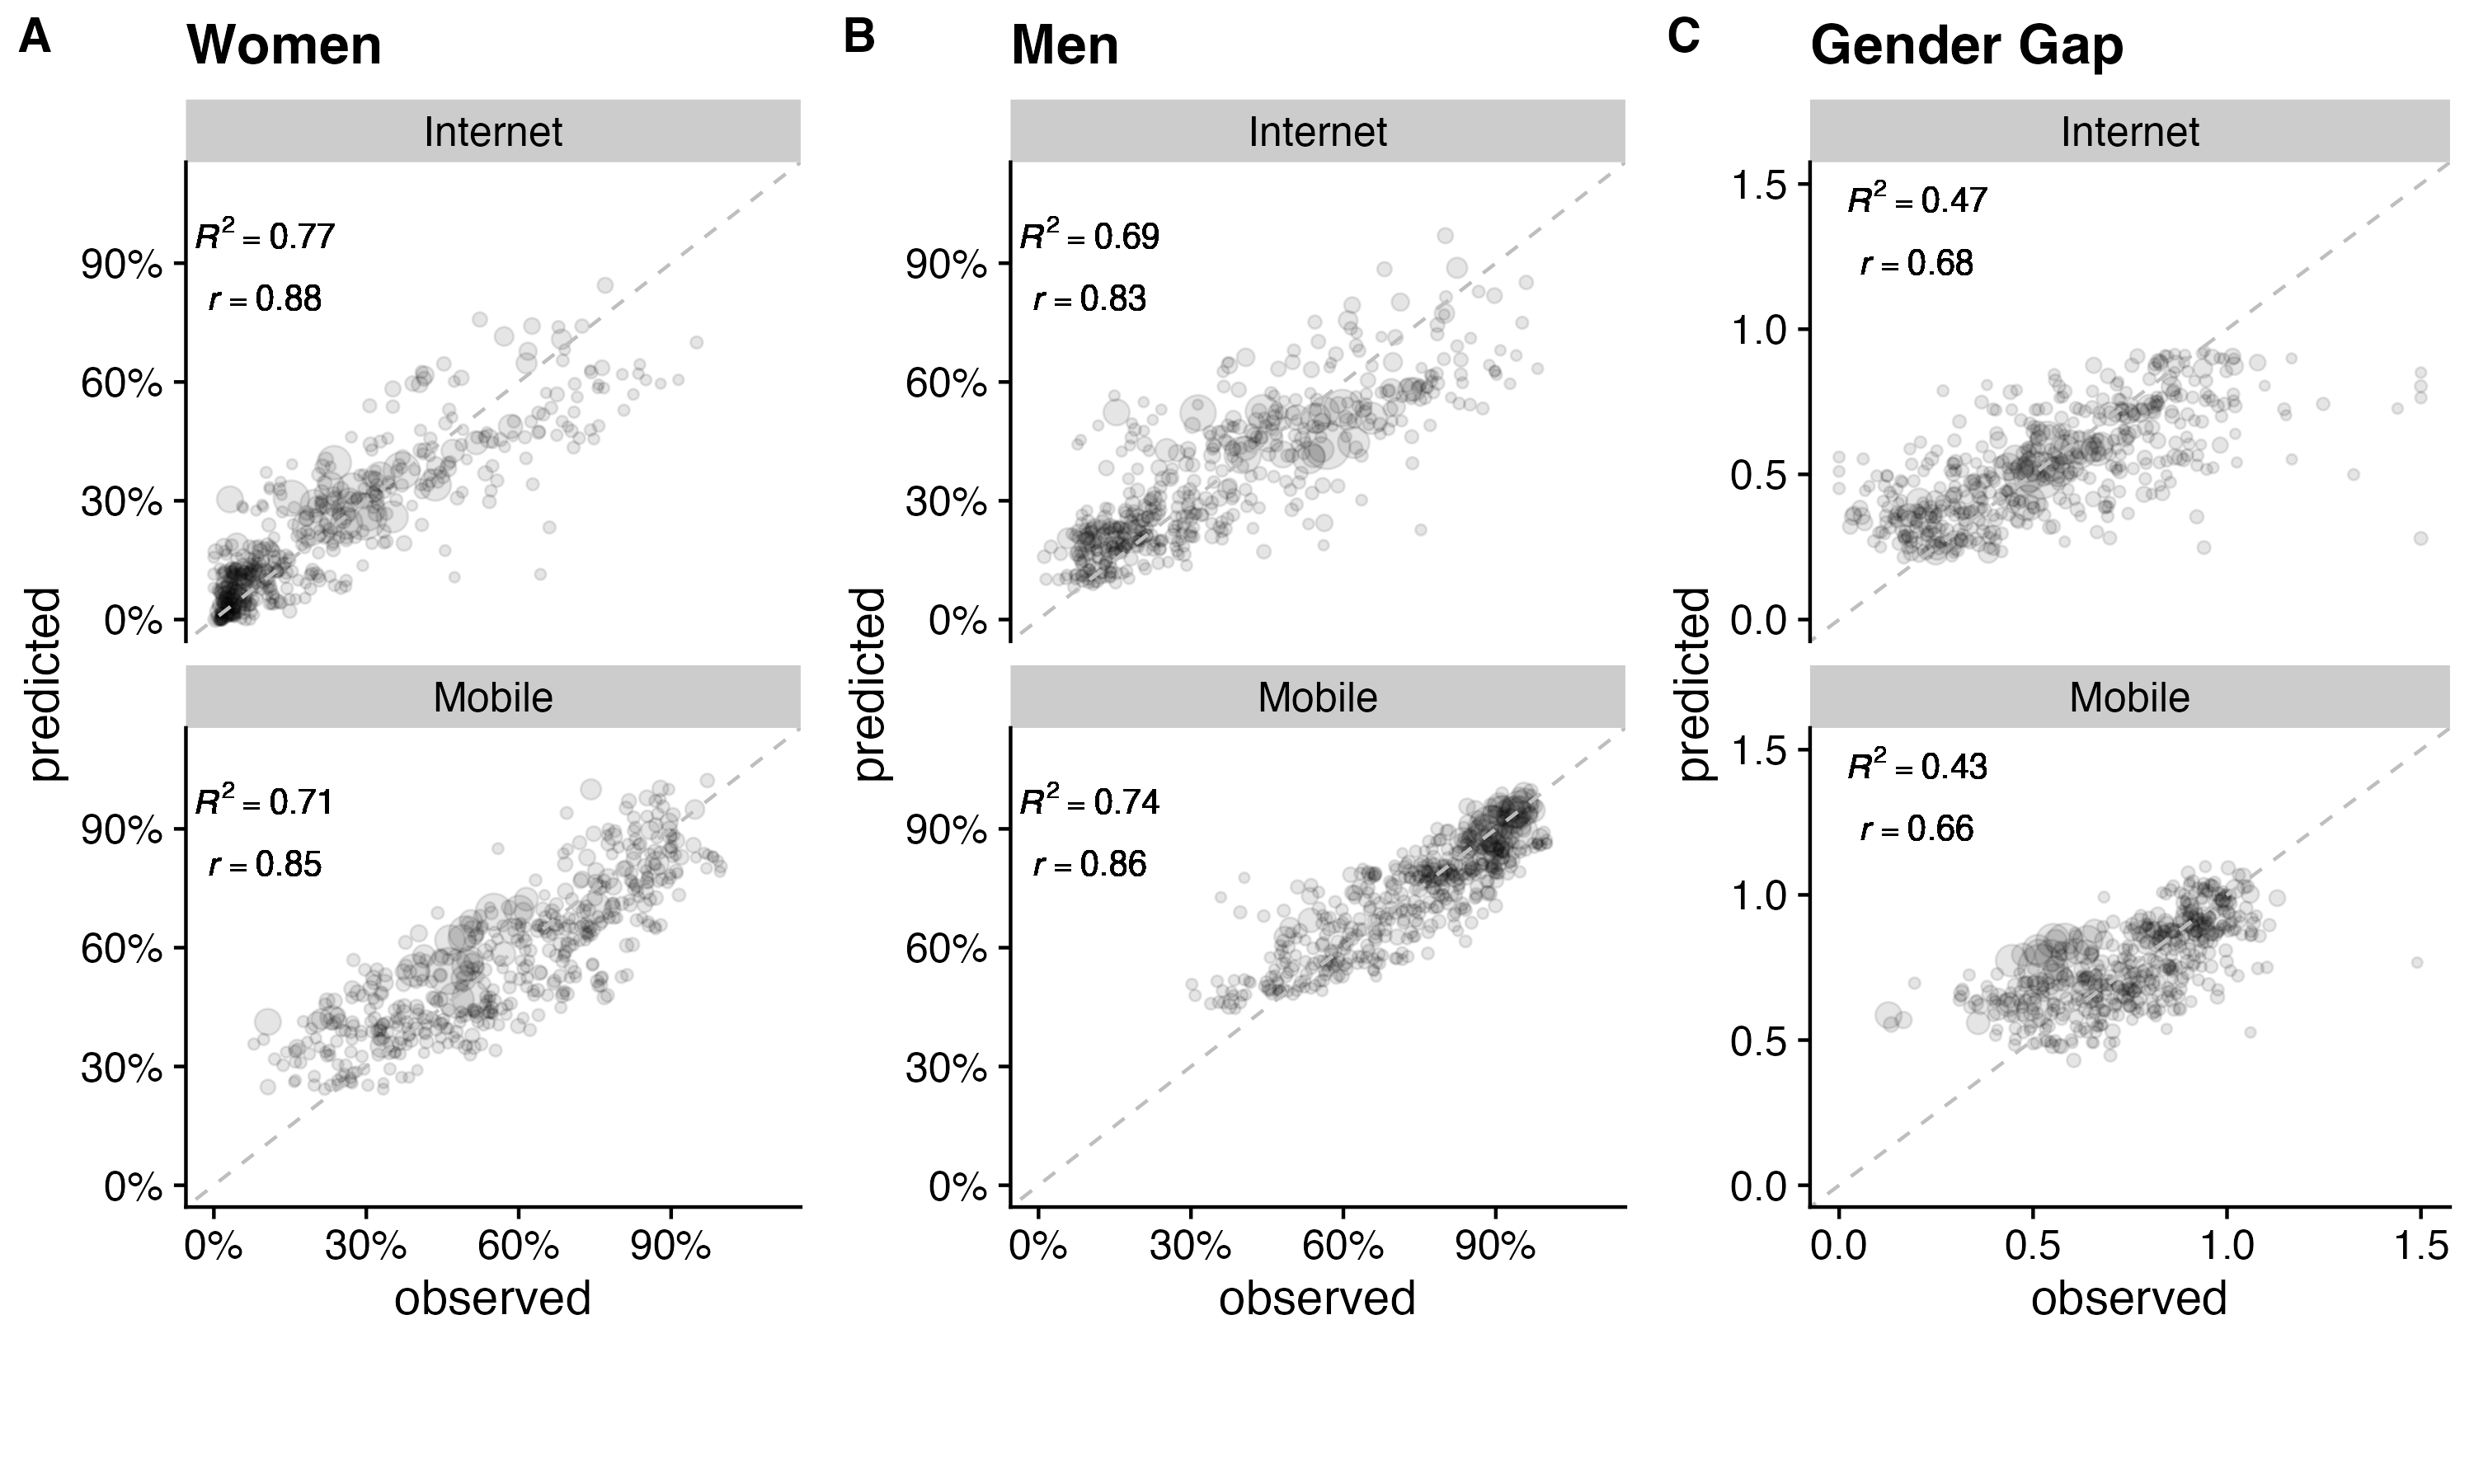 A Women
Internet
R² = 0.77
r = 0.88
90%
60%
30%
0%
predicted
Mobile
R² = 0.71
r = 0.85
90%
60%
30%
0%
0% 30% 60% 90%
observed
B Men
Internet
R² = 0.69
r = 0.83
90%
60%
30%
0%
predicted
Mobile
R² = 0.74
r = 0.86
90%
60%
30%
0%
0% 30% 60% 90%
observed
C Gender Gap
Internet
1.5
R² = 0.47
r = 0.68
1.0
0.5
0.0
predicted
Mobile
1.5
R² = 0.43
r = 0.66
1.0
0.5
0.0
0.0 0.5 1.0 1.5
observed